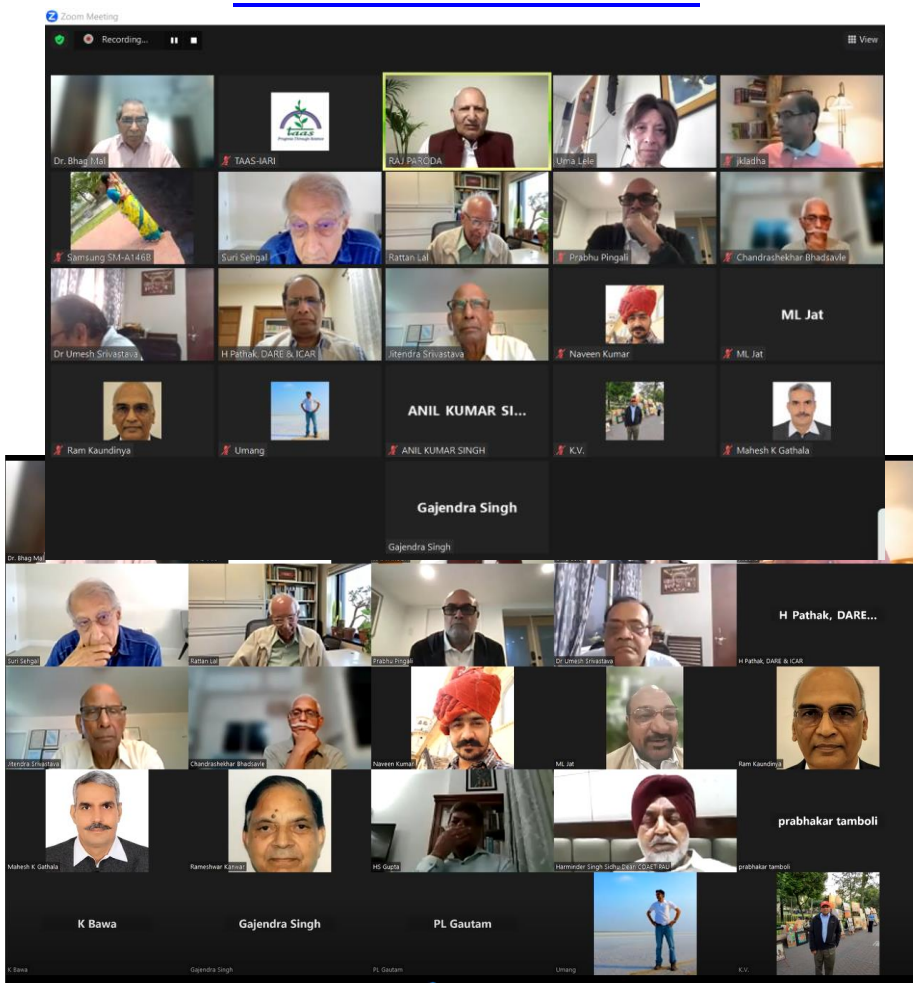 Zoom Meeting
Recording...
View
taas
Progress Through Science
Dr. Bhag Mal
TAAS-IARI
RAJ PARODA
Uma Lele
jkladha
Samsung SM-A146B
Suri Sehgal
Rattan Lal
Prabhu Pingali
Chandrashekhar Bhadsavle
Dr Umesh Srivastava
H Pathak, DARE & ICAR
Jitendra Srivastava
Naveen Kumar
ML Jat
ML Jat
Ram Kaundinya
Umang
ANIL KUMAR SI...
ANIL KUMAR SINGH
K.V.
Mahesh K Gathala
Gajendra Singh
Gajendra Singh
Dr. Bhag Mal
Suri Sehgal
Rattan Lal
Prabhu Pingali
Dr Umesh Srivastava
H Pathak, DARE...
H Pathak, DARE & ICAR
Jitendra Srivastava
Chandrashekhar Bhadsavle
Naveen Kumar
ML Jat
Ram Kaundinya
Mahesh K Gathala
Rameshwar Kanwar
HS Gupta
Harminder Singh Sidhu Dean COAET PAU
prabhakar tamboli
prabhakar tamboli
K Bawa
K Bawa
Gajendra Singh
Gajendra Singh
PL Gautam
PL Gautam
Umang
K.V.